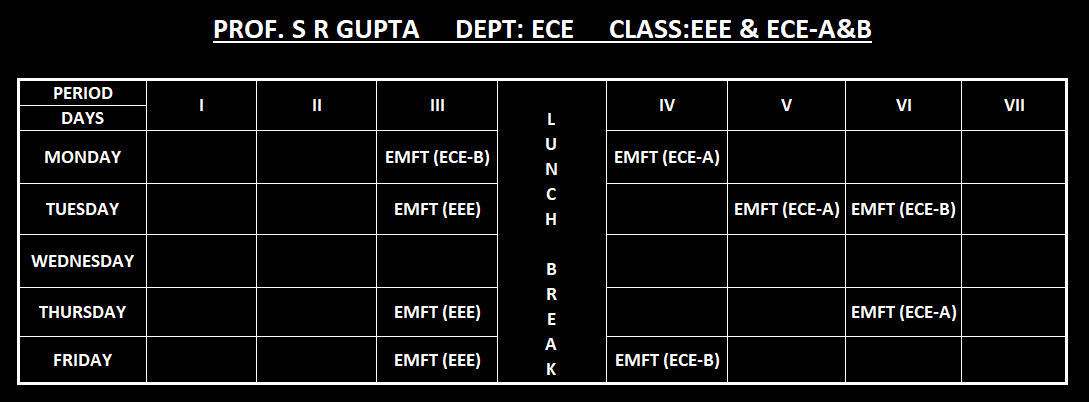 PROF. S R GUPTA DEPT: ECE CLASS:EEE & ECE-A&B
PERIOD
DAYS
I II III LUNCH BREAK IV V VI VII
MONDAY EMFT (ECE-B) EMFT (ECE-A)
TUESDAY EMFT (EEE) EMFT (ECE-A) EMFT (ECE-B)
WEDNESDAY
THURSDAY EMFT (EEE) EMFT (ECE-A)
FRIDAY EMFT (EEE) EMFT (ECE-B)